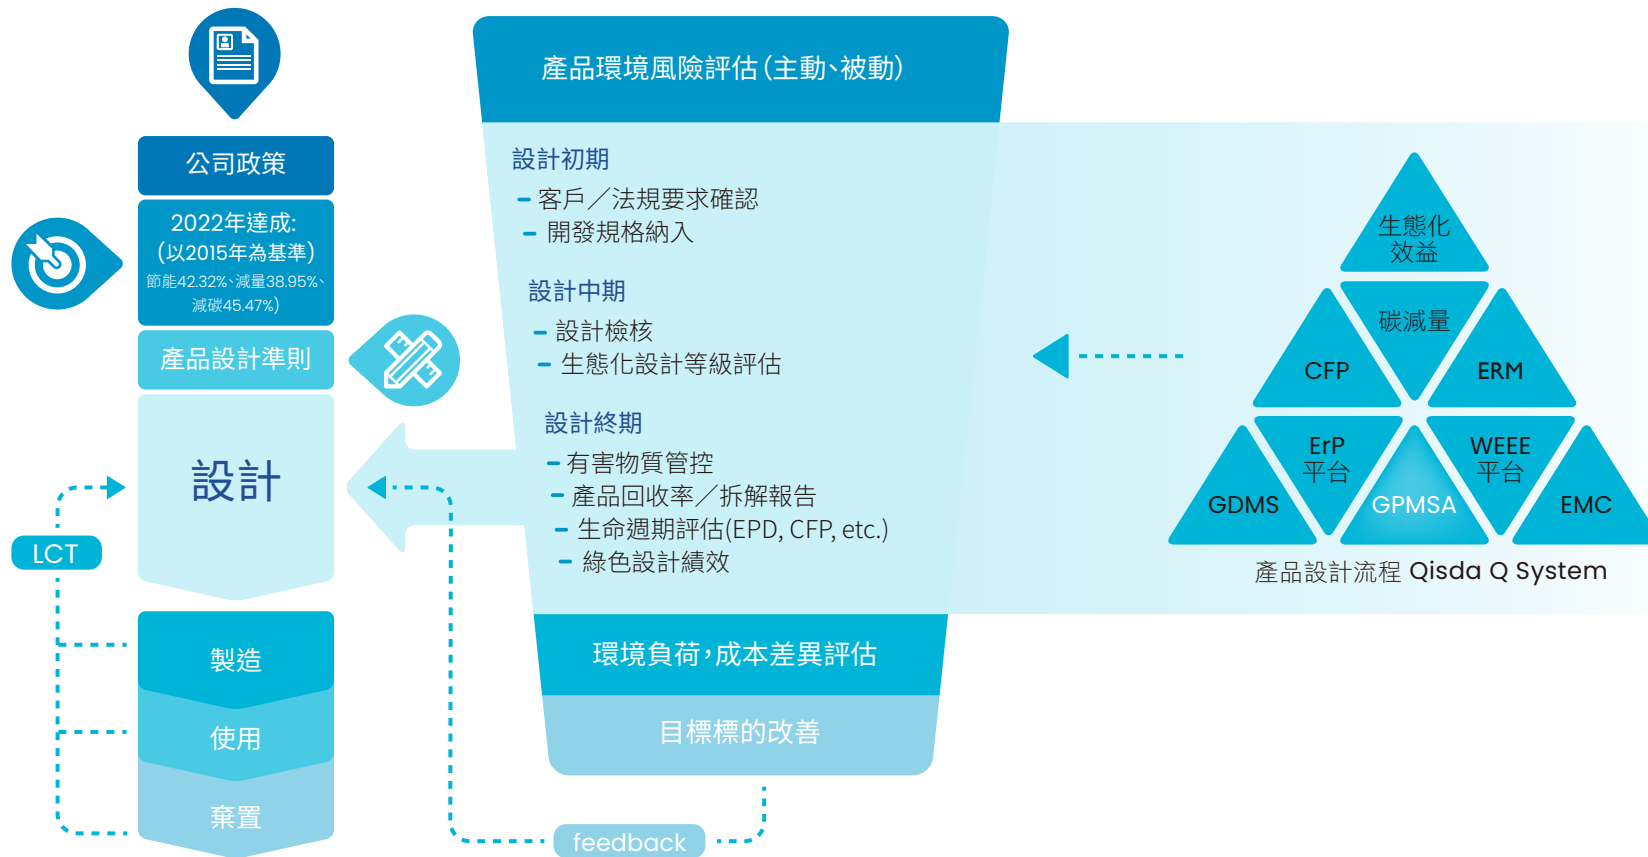 公司政策
2022年達成:
(以2015年為基準)
節能42.32%、減量38.95%、
減碳45.47%)
產品設計準則
設計
LCT
製造
使用
棄置
產品環境風險評估(主動、被動)
設計初期
– 客戶／法規要求確認
– 開發規格納入
設計中期
– 設計檢核
– 生態化設計等級評估
設計終期
– 有害物質管控
– 產品回收率／拆解報告
– 生命週期評估(EPD, CFP, etc.)
– 綠色設計績效
環境負荷,成本差異評估
目標標的改善
feedback
生態化
效益
碳減量
CFP
ERM
ErP
平台
WEEE
平台
GDMS
GPMSA
EMC
產品設計流程 Qisda Q System